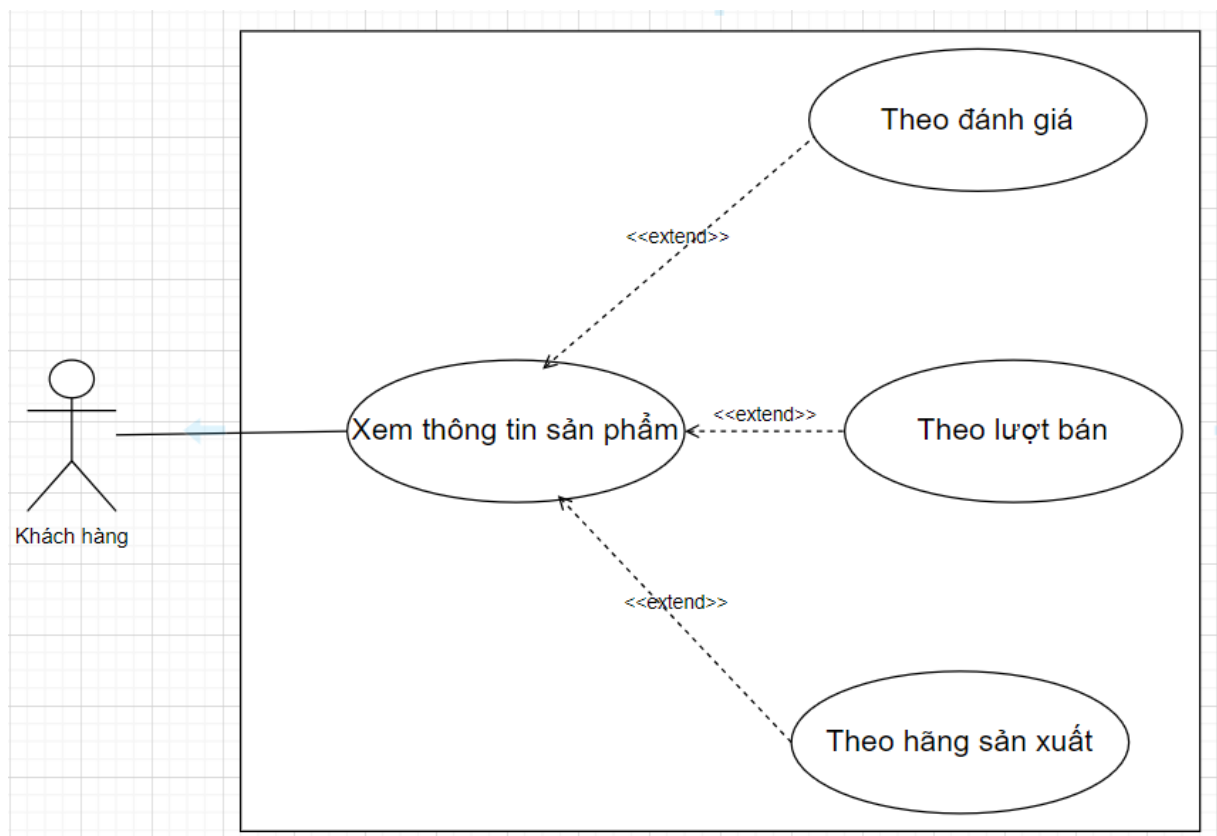 Theo đánh giá
<<extend>>
Xem thông tin sản phẩm
<<extend>>
Theo lượt bán
Khách hàng
<<extend>>
Theo hãng sản xuất